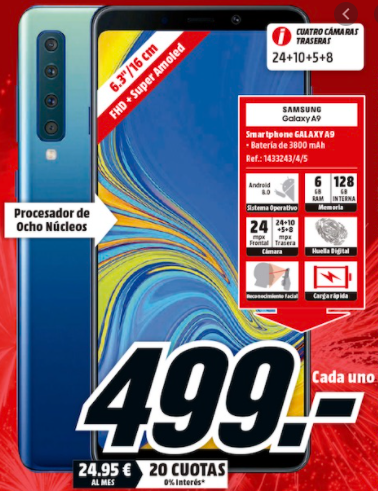 CUATRO CÁMARAS
TRASERAS
24+10+5+8
6.3"/16 cm
FHD + Super Amoled
SAMSUNG
Galaxy A9
Smartphone GALAXY A9
• Batería de 3800 mAh
Ref.: 1433243/4/5
Android
8.0
Sistema Operativo
6
GB
RAM
128
GB
INTERNA
Memoria
24
mpx
Frontal
24+10
+5+8
mpx
Trasera
Cámara
Huella Digital
Reconocimiento facial
Carga rápida
Procesador de
Ocho Núcleos
499.-
Cada uno
24.95 €
AL MES
20 CUOTAS
0% Interés*